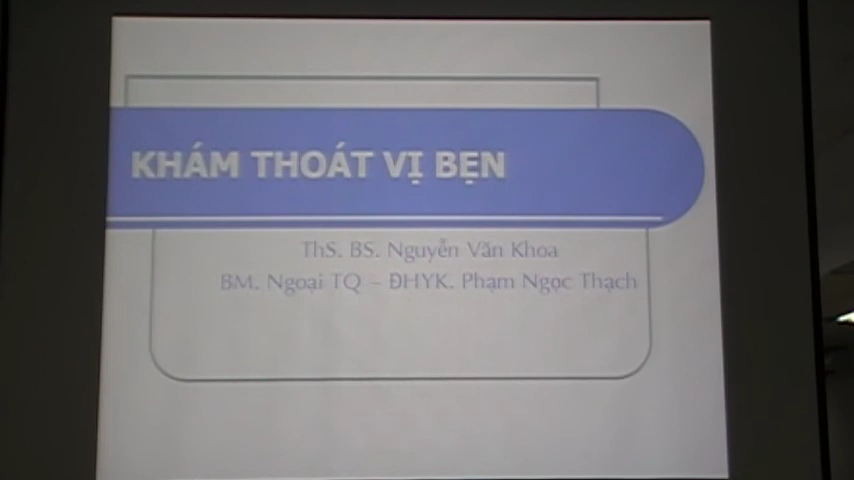 KHÁM THOÁT VỊ BẸN
ThS. BS. Nguyễn Văn Khoa
BM. Ngoại TQ – ĐHYK. Phạm Ngọc Thạch